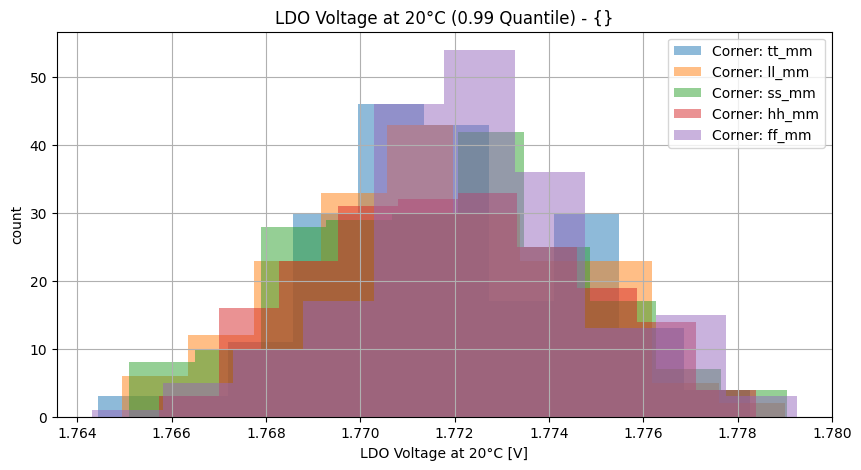 LDO Voltage at 20°C (0.99 Quantile) - {}
Corner: tt_mm
Corner: ll_mm
Corner: ss_mm
Corner: hh_mm
Corner: ff_mm
count
50
40
30
20
10
0
1.764 1.766 1.768 1.770 1.772 1.774 1.776 1.778 1.780
LDO Voltage at 20°C [V]